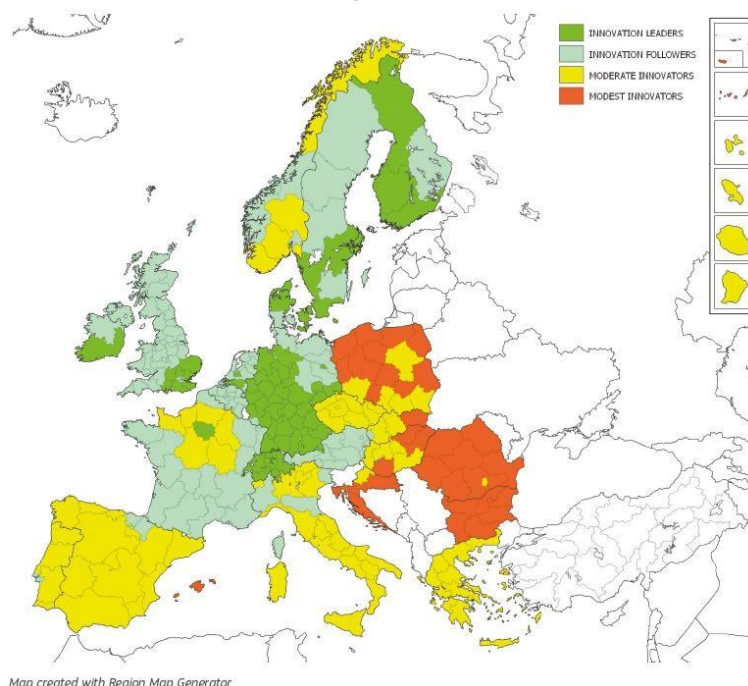 INNOVATION LEADERS
INNOVATION FOLLOWERS
MODERATE INNOVATORS
MODEST INNOVATORS
Map created with Region Map Generator